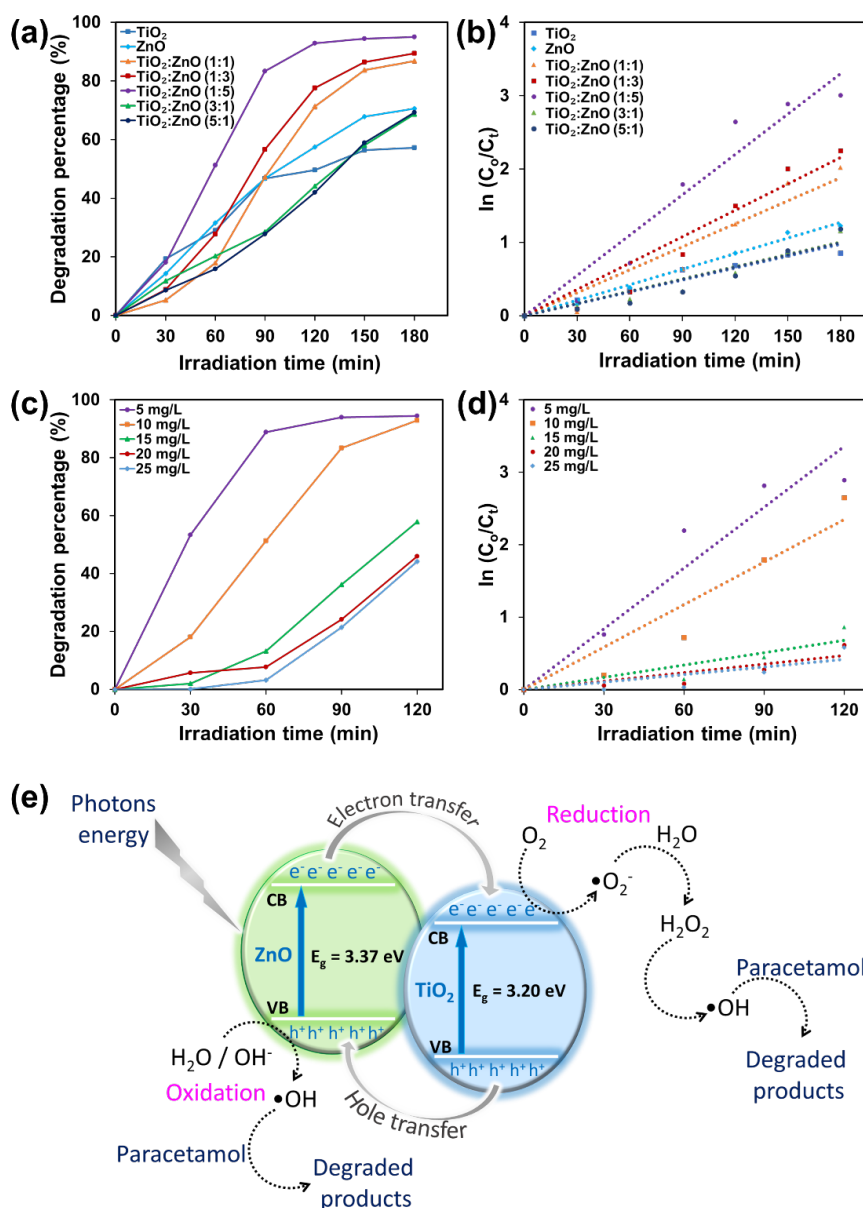 (a)
Degradation percentage (%)
100
80
60
40
20
0
TiO₂
ZnO
TiO₂:ZnO (1:1)
TiO₂:ZnO (1:3)
TiO₂:ZnO (1:5)
TiO₂:ZnO (3:1)
TiO₂:ZnO (5:1)
0 30 60 90 120 150 180
Irradiation time (min)
(b)
ln (C₀/Cₜ)
4
3
2
1
0
TiO₂
ZnO
TiO₂:ZnO (1:1)
TiO₂:ZnO (1:3)
TiO₂:ZnO (1:5)
TiO₂:ZnO (3:1)
TiO₂:ZnO (5:1)
0 30 60 90 120 150 180
Irradiation time (min)
(c)
Degradation percentage (%)
100
80
60
40
20
0
5 mg/L
10 mg/L
15 mg/L
20 mg/L
25 mg/L
0 30 60 90 120
Irradiation time (min)
(d)
ln (C₀/Cₜ)
4
3
2
1
0
5 mg/L
10 mg/L
15 mg/L
20 mg/L
25 mg/L
0 30 60 90 120
Irradiation time (min)
(e)
Photons
energy
Electron transfer
e⁻ e⁻ e⁻ e⁻ e⁻
CB
ZnO
E_g = 3.37 eV
VB
h⁺ h⁺ h⁺ h⁺ h⁺
e⁻ e⁻ e⁻ e⁻ e⁻
CB
TiO₂
E_g = 3.20 eV
VB
h⁺ h⁺ h⁺ h⁺ h⁺
Hole transfer
Reduction
O₂
•O₂⁻
H₂O
H₂O₂
•OH
Paracetamol
Degraded
products
H₂O / OH⁻
Oxidation
•OH
Paracetamol
Degraded
products